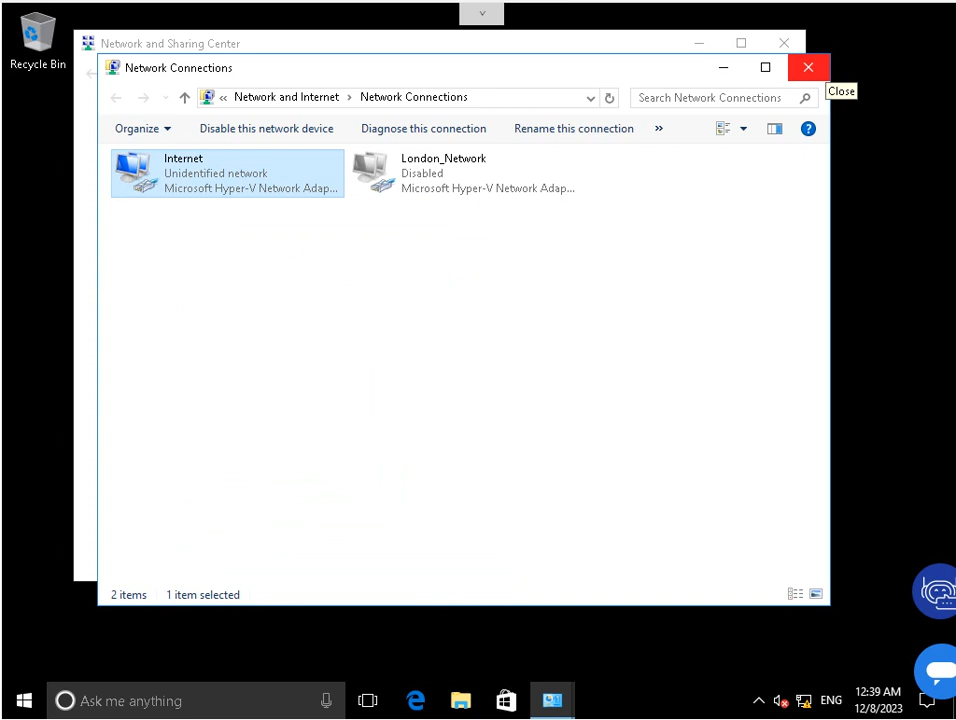 Recycle Bin
Network and Sharing Center
Network Connections
Close
« Network and Internet > Network Connections
Search Network Connections
Organize
Disable this network device
Diagnose this connection
Rename this connection
»
Internet
Unidentified network
Microsoft Hyper-V Network Adap...
London_Network
Disabled
Microsoft Hyper-V Network Adap...
2 items
1 item selected
Ask me anything
ENG
12:39 AM
12/8/2023